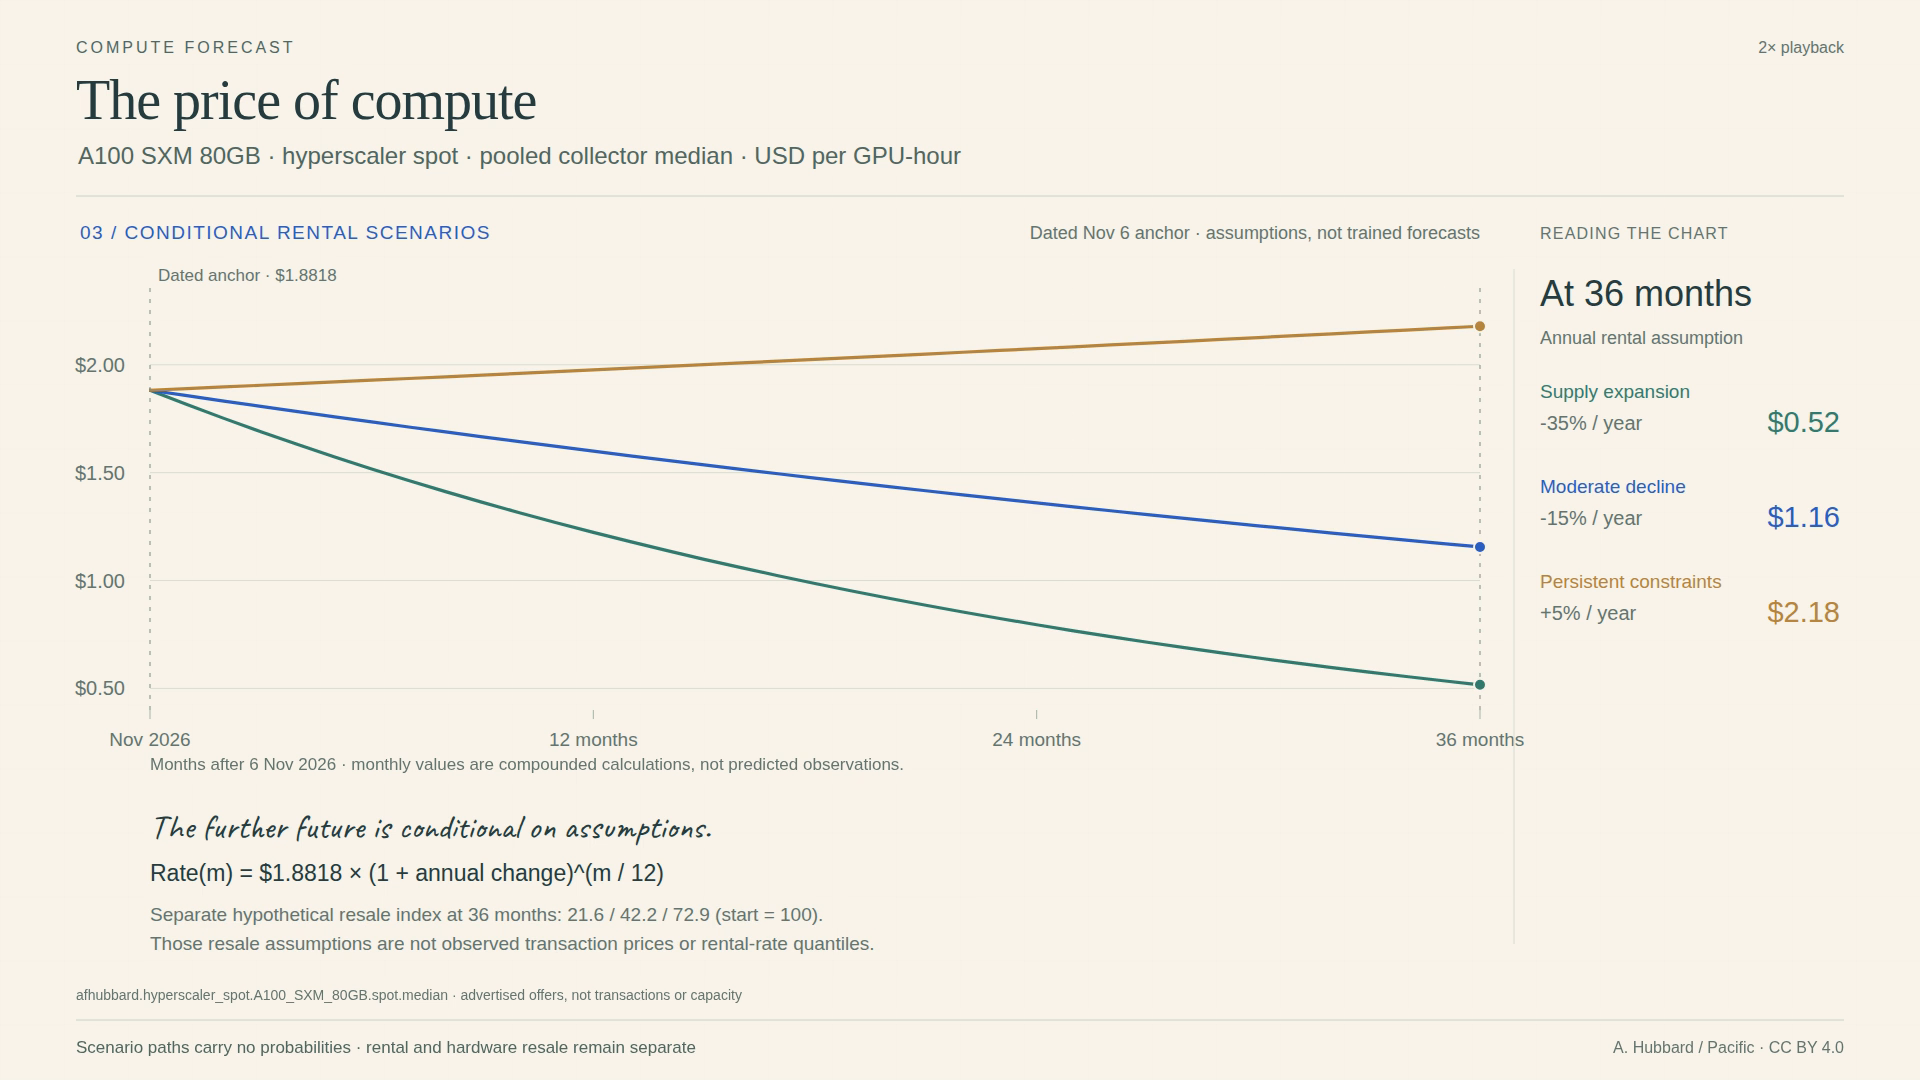 COMPUTE FORECAST
2× playback
The price of compute
A100 SXM 80GB · hyperscaler spot · pooled collector median · USD per GPU-hour
03 / CONDITIONAL RENTAL SCENARIOS
Dated Nov 6 anchor · assumptions, not trained forecasts
Dated anchor · $1.8818
$2.00
$1.50
$1.00
$0.50
Nov 2026
12 months
24 months
36 months
Months after 6 Nov 2026 · monthly values are compounded calculations, not predicted observations.
READING THE CHART
At 36 months
Annual rental assumption
Supply expansion
-35% / year $0.52
Moderate decline
-15% / year $1.16
Persistent constraints
+5% / year $2.18
The further future is conditional on assumptions.
Rate(m) = $1.8818 × (1 + annual change)^(m / 12)
Separate hypothetical resale index at 36 months: 21.6 / 42.2 / 72.9 (start = 100).
Those resale assumptions are not observed transaction prices or rental-rate quantiles.
afhubbard.hyperscaler_spot.A100_SXM_80GB.spot.median · advertised offers, not transactions or capacity
Scenario paths carry no probabilities · rental and hardware resale remain separate
A. Hubbard / Pacific · CC BY 4.0